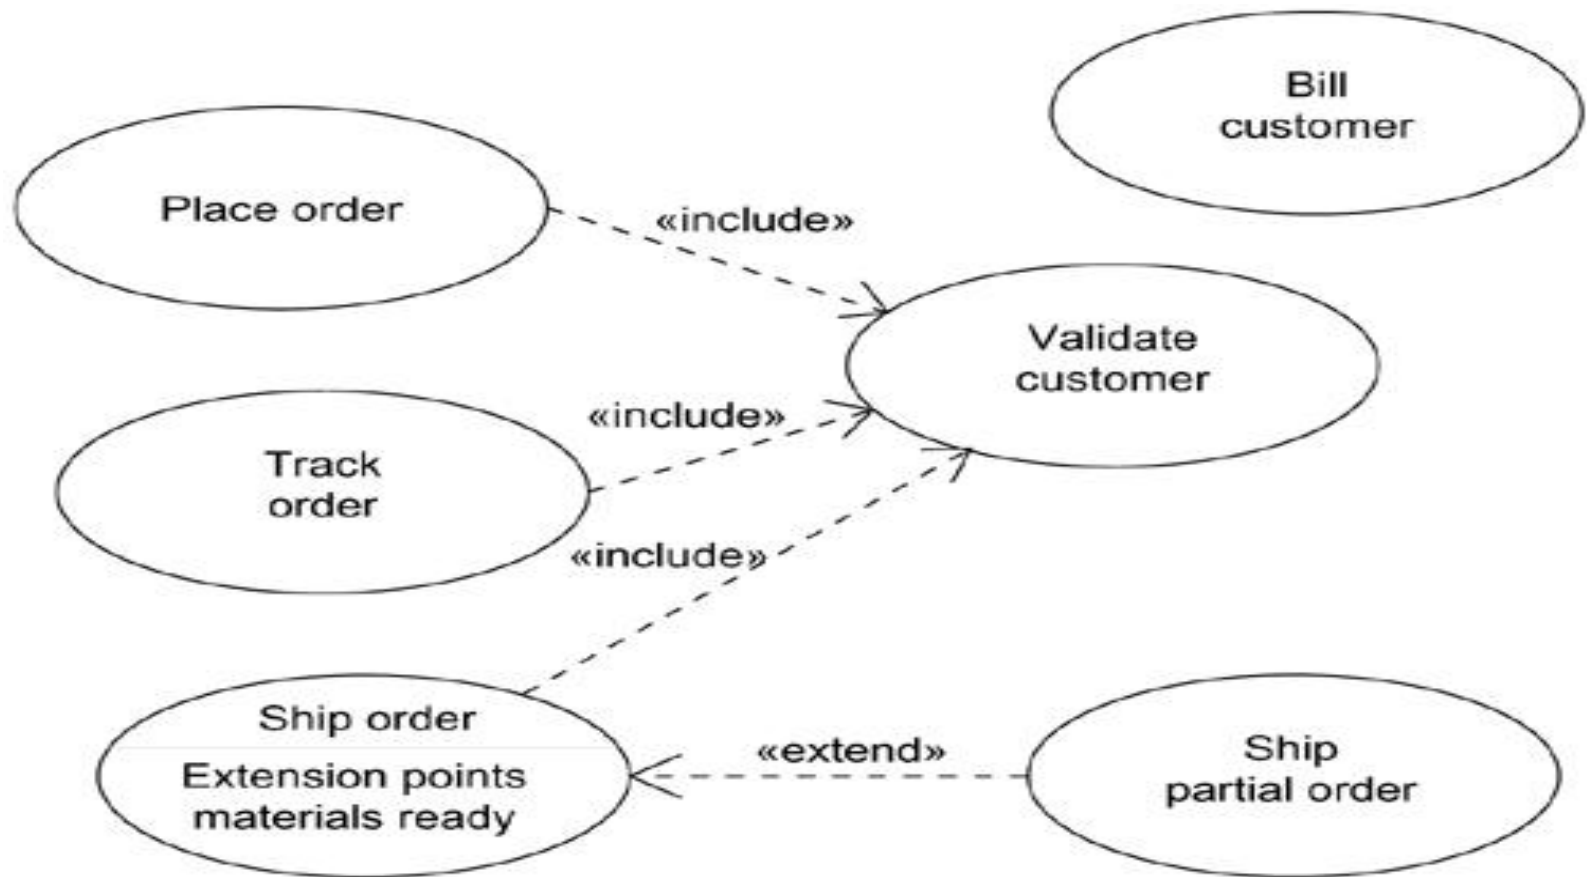 Bill
customer
Place order
«include»
Validate
customer
«include»
Track
order
«include»
Ship order
Extension points
materials ready
«extend»
Ship
partial order